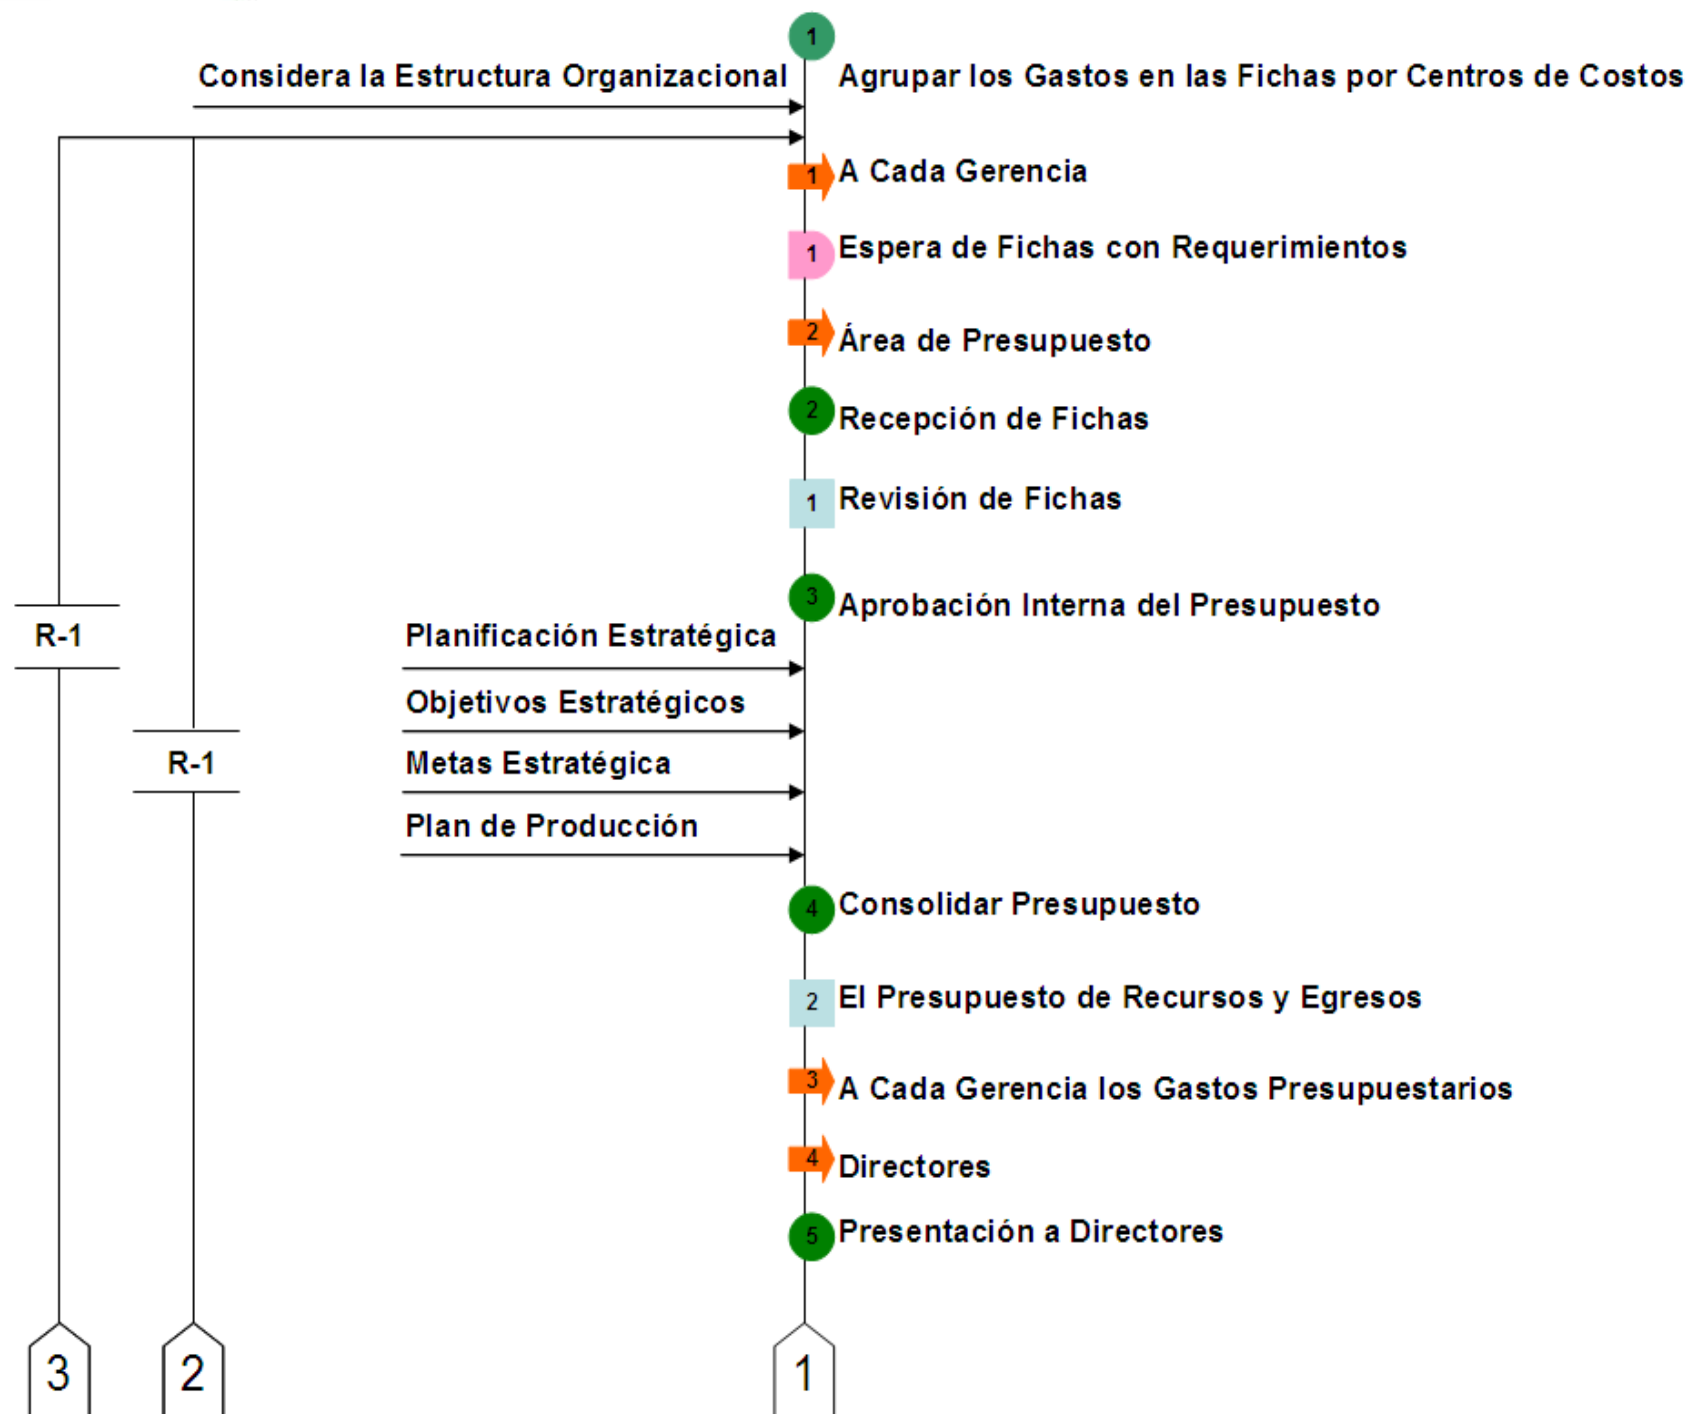 1
Considera la Estructura Organizacional
Agrupar los Gastos en las Fichas por Centros de Costos
1
A Cada Gerencia
1
Espera de Fichas con Requerimientos
2
Área de Presupuesto
2
Recepción de Fichas
1
Revisión de Fichas
3
Aprobación Interna del Presupuesto
R-1
Planificación Estratégica
Objetivos Estratégicos
R-1
Metas Estratégica
Plan de Producción
4
Consolidar Presupuesto
2
El Presupuesto de Recursos y Egresos
3
A Cada Gerencia los Gastos Presupuestarios
4
Directores
5
Presentación a Directores
3
2
1